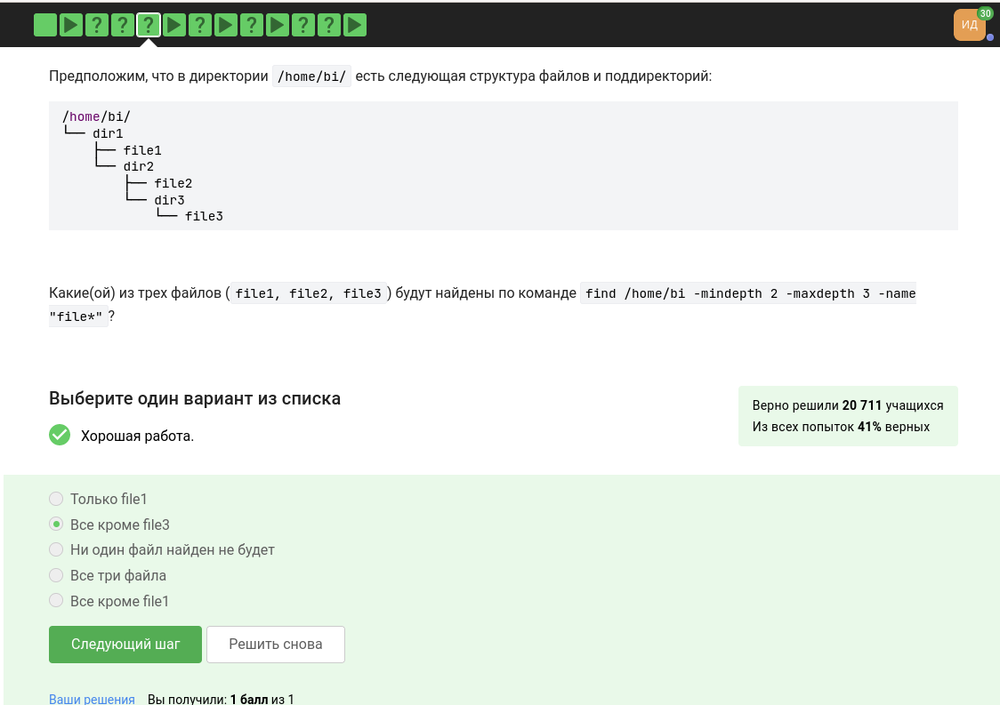 ? ? ? ? ? ? ?
ИД
30
Предположим, что в директории /home/bi/ есть следующая структура файлов и поддиректорий:
/home/bi/
└── dir1
    ├── file1
    └── dir2
        ├── file2
        └── dir3
            └── file3
Какие(ой) из трех файлов ( file1, file2, file3 ) будут найдены по команде find /home/bi -mindepth 2 -maxdepth 3 -name
"file*" ?
Выберите один вариант из списка
Верно решили 20 711 учащихся
Из всех попыток 41% верных
Хорошая работа.
Только file1
Все кроме file3
Ни один файл найден не будет
Все три файла
Все кроме file1
Следующий шаг Решить снова
Ваши решения Вы получили: 1 балл из 1